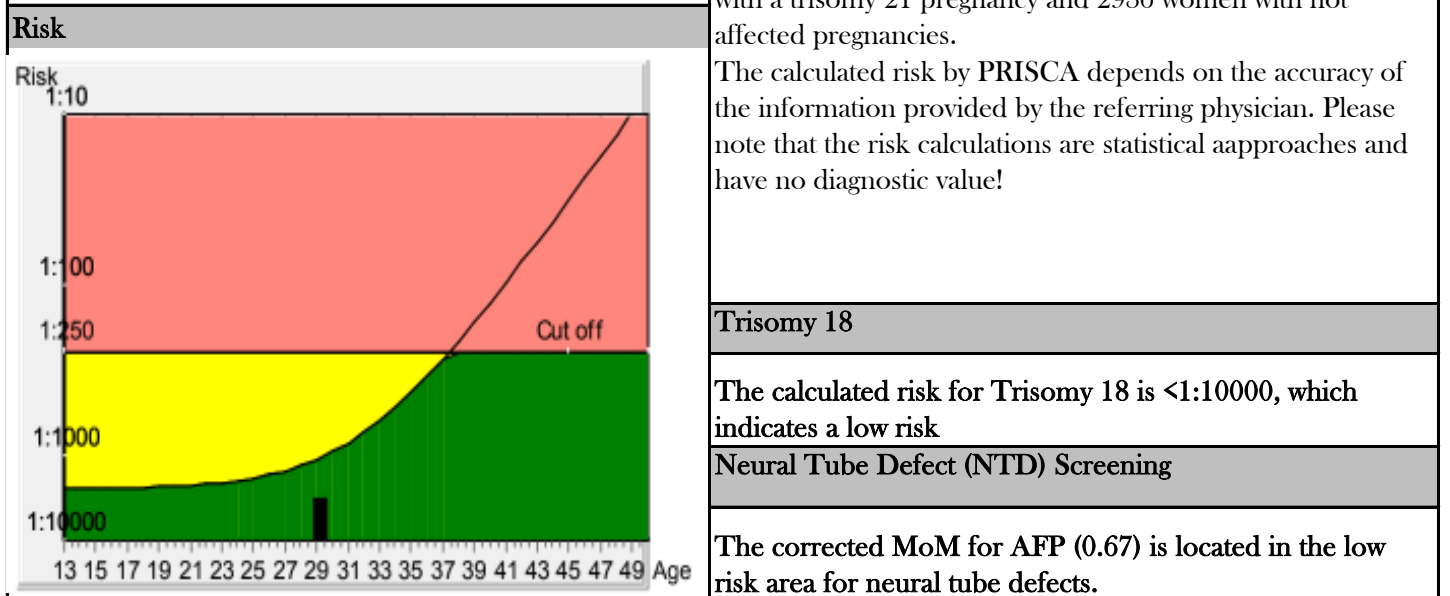 Risk
Risk
1:10
1:100
1:250
Cut off
1:1000
1:10000
13 15 17 19 21 23 25 27 29 31 33 35 37 39 41 43 45 47 49 Age
with a trisomy 21 pregnancy and 2956 women with not
affected pregnancies.
The calculated risk by PRISCA depends on the accuracy of
the information provided by the referring physician. Please
note that the risk calculations are statistical aapproaches and
have no diagnostic value!
Trisomy 18
The calculated risk for Trisomy 18 is <1:10000, which
indicates a low risk
Neural Tube Defect (NTD) Screening
The corrected MoM for AFP (0.67) is located in the low
risk area for neural tube defects.